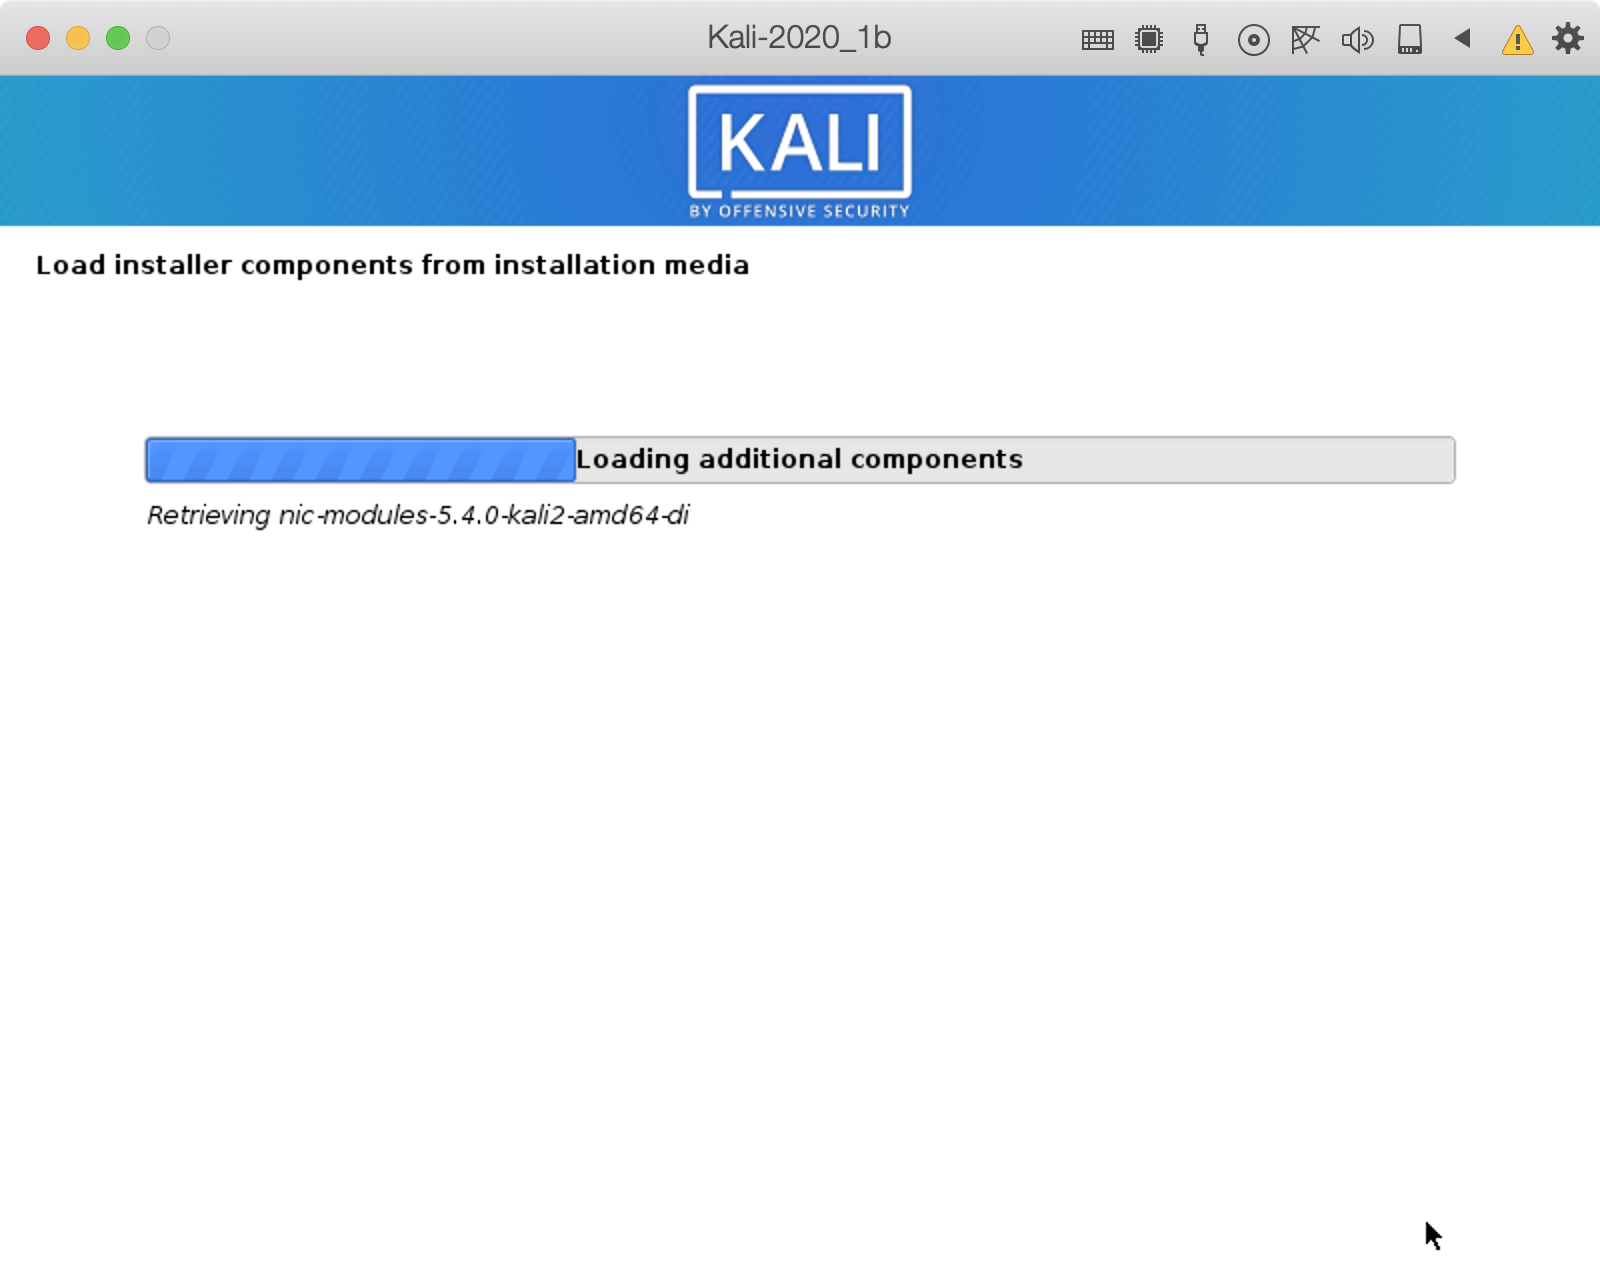 Kali-2020_1b
KALI
BY OFFENSIVE SECURITY
Load installer components from installation media
Loading additional components
Retrieving nic-modules-5.4.0-kali2-amd64-di